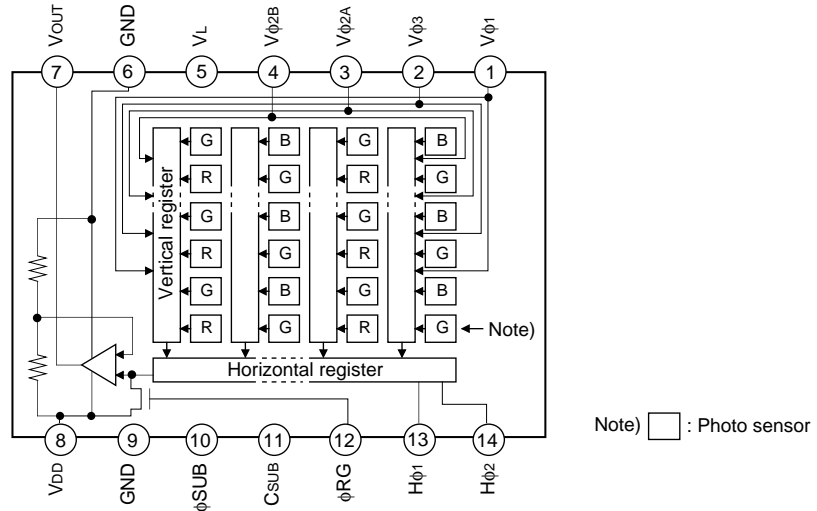 VOUT GND VL Vϕ2B Vϕ2A Vϕ3 Vϕ1
7 6 5 4 3 2 1
G B G B
R G R G
G B G B
R G R G
G B G B
R G R G Note)
Vertical register
Horizontal register
Note) : Photo sensor
8 9 10 11 12 13 14
VDD GND ϕSUB CSUB ϕRG Hϕ1 Hϕ2